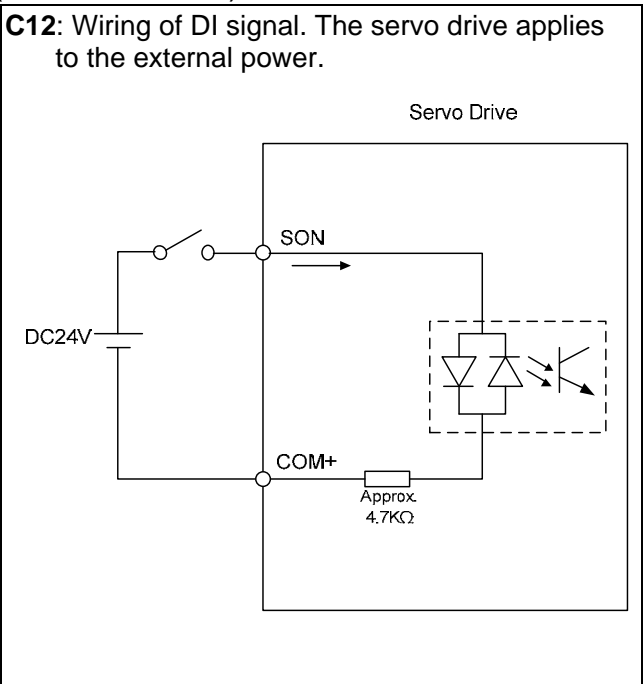 C12: Wiring of DI signal. The servo drive applies
to the external power.
Servo Drive
SON
DC24V
COM+
Approx.
4.7KΩ